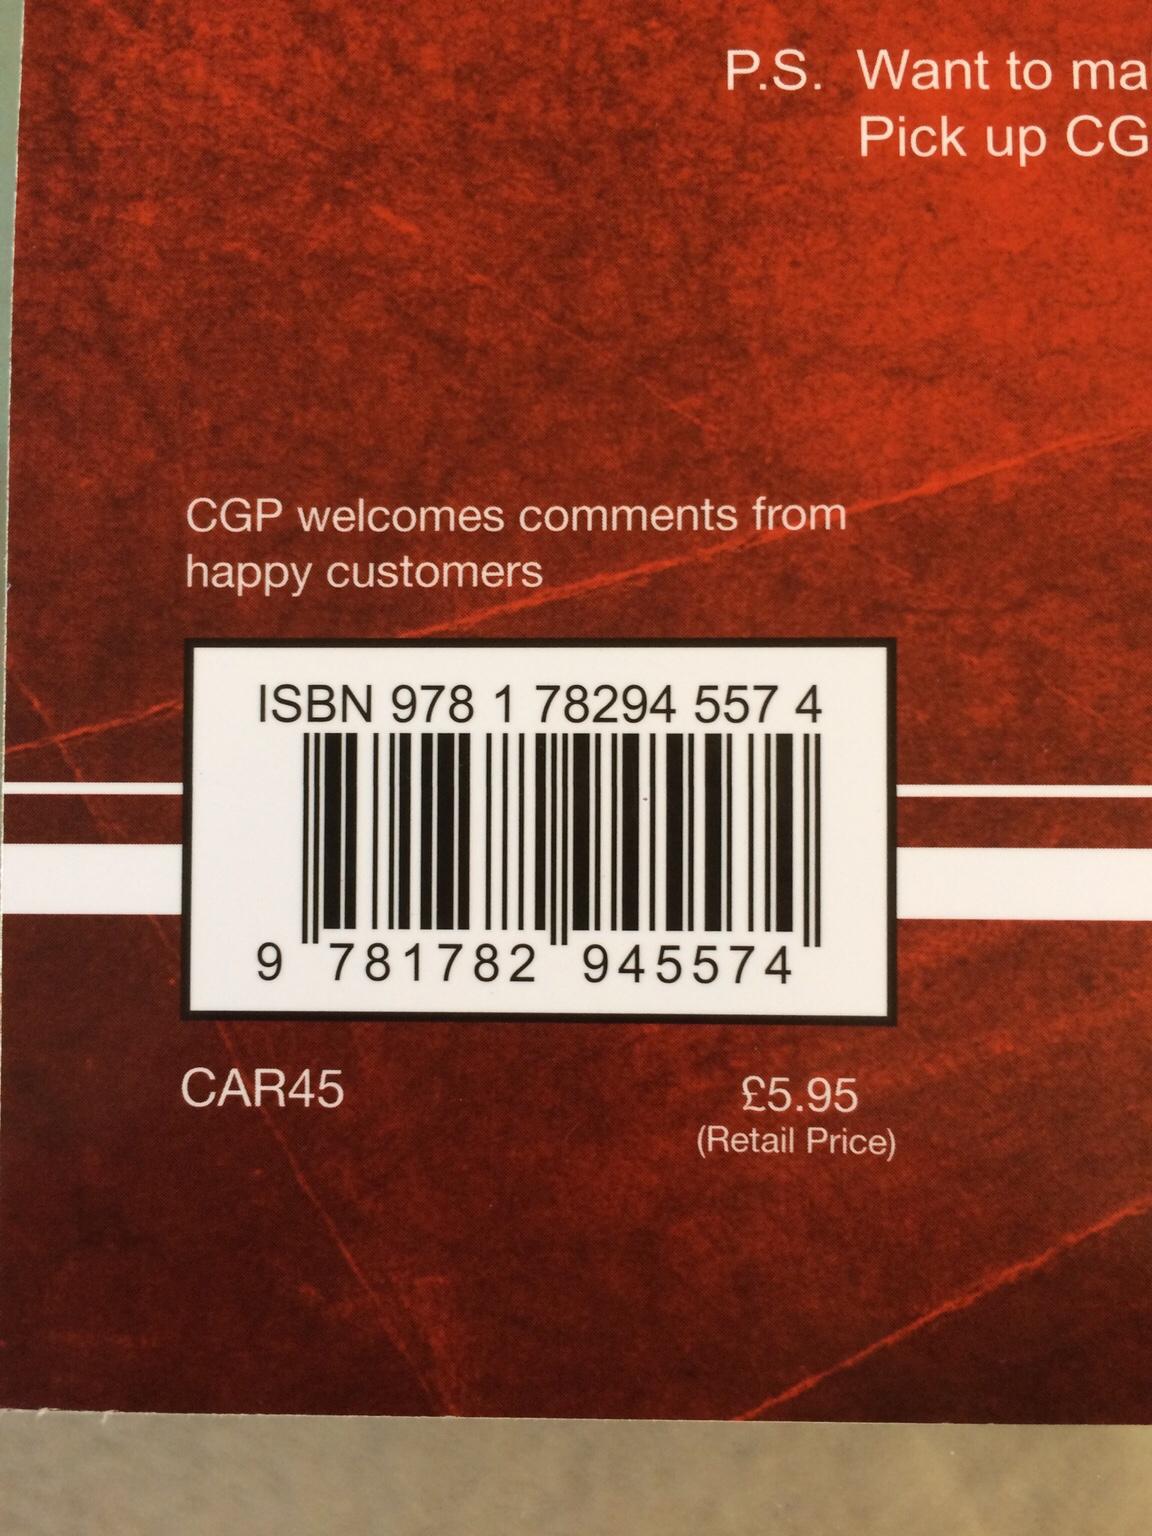 P.S. Want to ma
Pick up CG
CGP welcomes comments from
happy customers
ISBN 978 1 78294 557 4
9 781782 945574
CAR45
£5.95
(Retail Price)